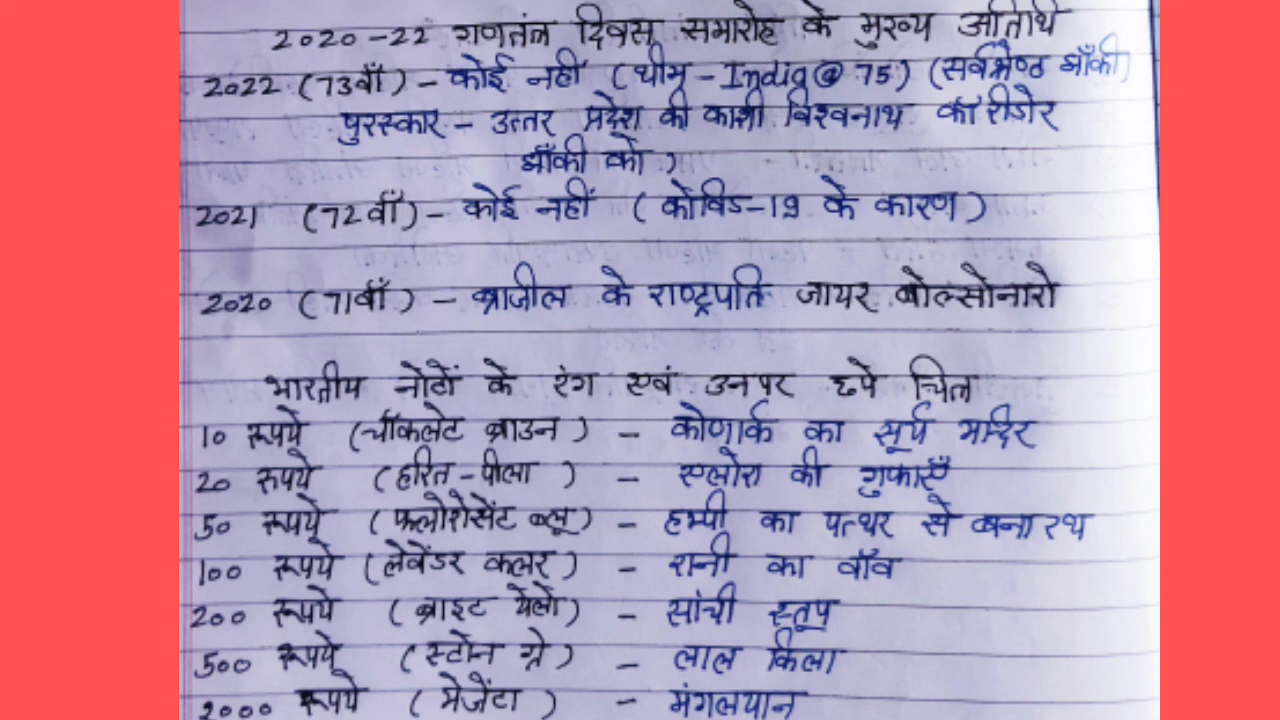 2020-22 गणतंत्र दिवस समारोह के मुख्य अतिथि
2022 (73वाँ) - कोई नहीं (थीम - India@75) (सर्वश्रेष्ठ झाँकी
पुरस्कार - उत्तर प्रदेश की काशी विश्वनाथ कॉरीडोर
झाँकी को)
2021 (72वाँ) - कोई नहीं (कोविड-19 के कारण)
2020 (71वाँ) - ब्राजील के राष्ट्रपति जायर बोल्सोनारो
भारतीय नोटों के रंग एवं उनपर छपे चित्र
10 रूपये (चॉकलेट ब्राउन) - कोणार्क का सूर्य मन्दिर
20 रूपये (हरित-पीला) - एलोरा की गुफाएँ
50 रूपये (फ्लोरोसेंट ब्लू) - हम्पी का पत्थर से बना रथ
100 रूपये (लेवेंडर कलर) - रानी का वॉव
200 रूपये (ब्राइट येलो) - सांची स्तूप
500 रूपये (स्टोन ग्रे) - लाल किला
2000 रूपये (मेजेंटा) - मंगलयान